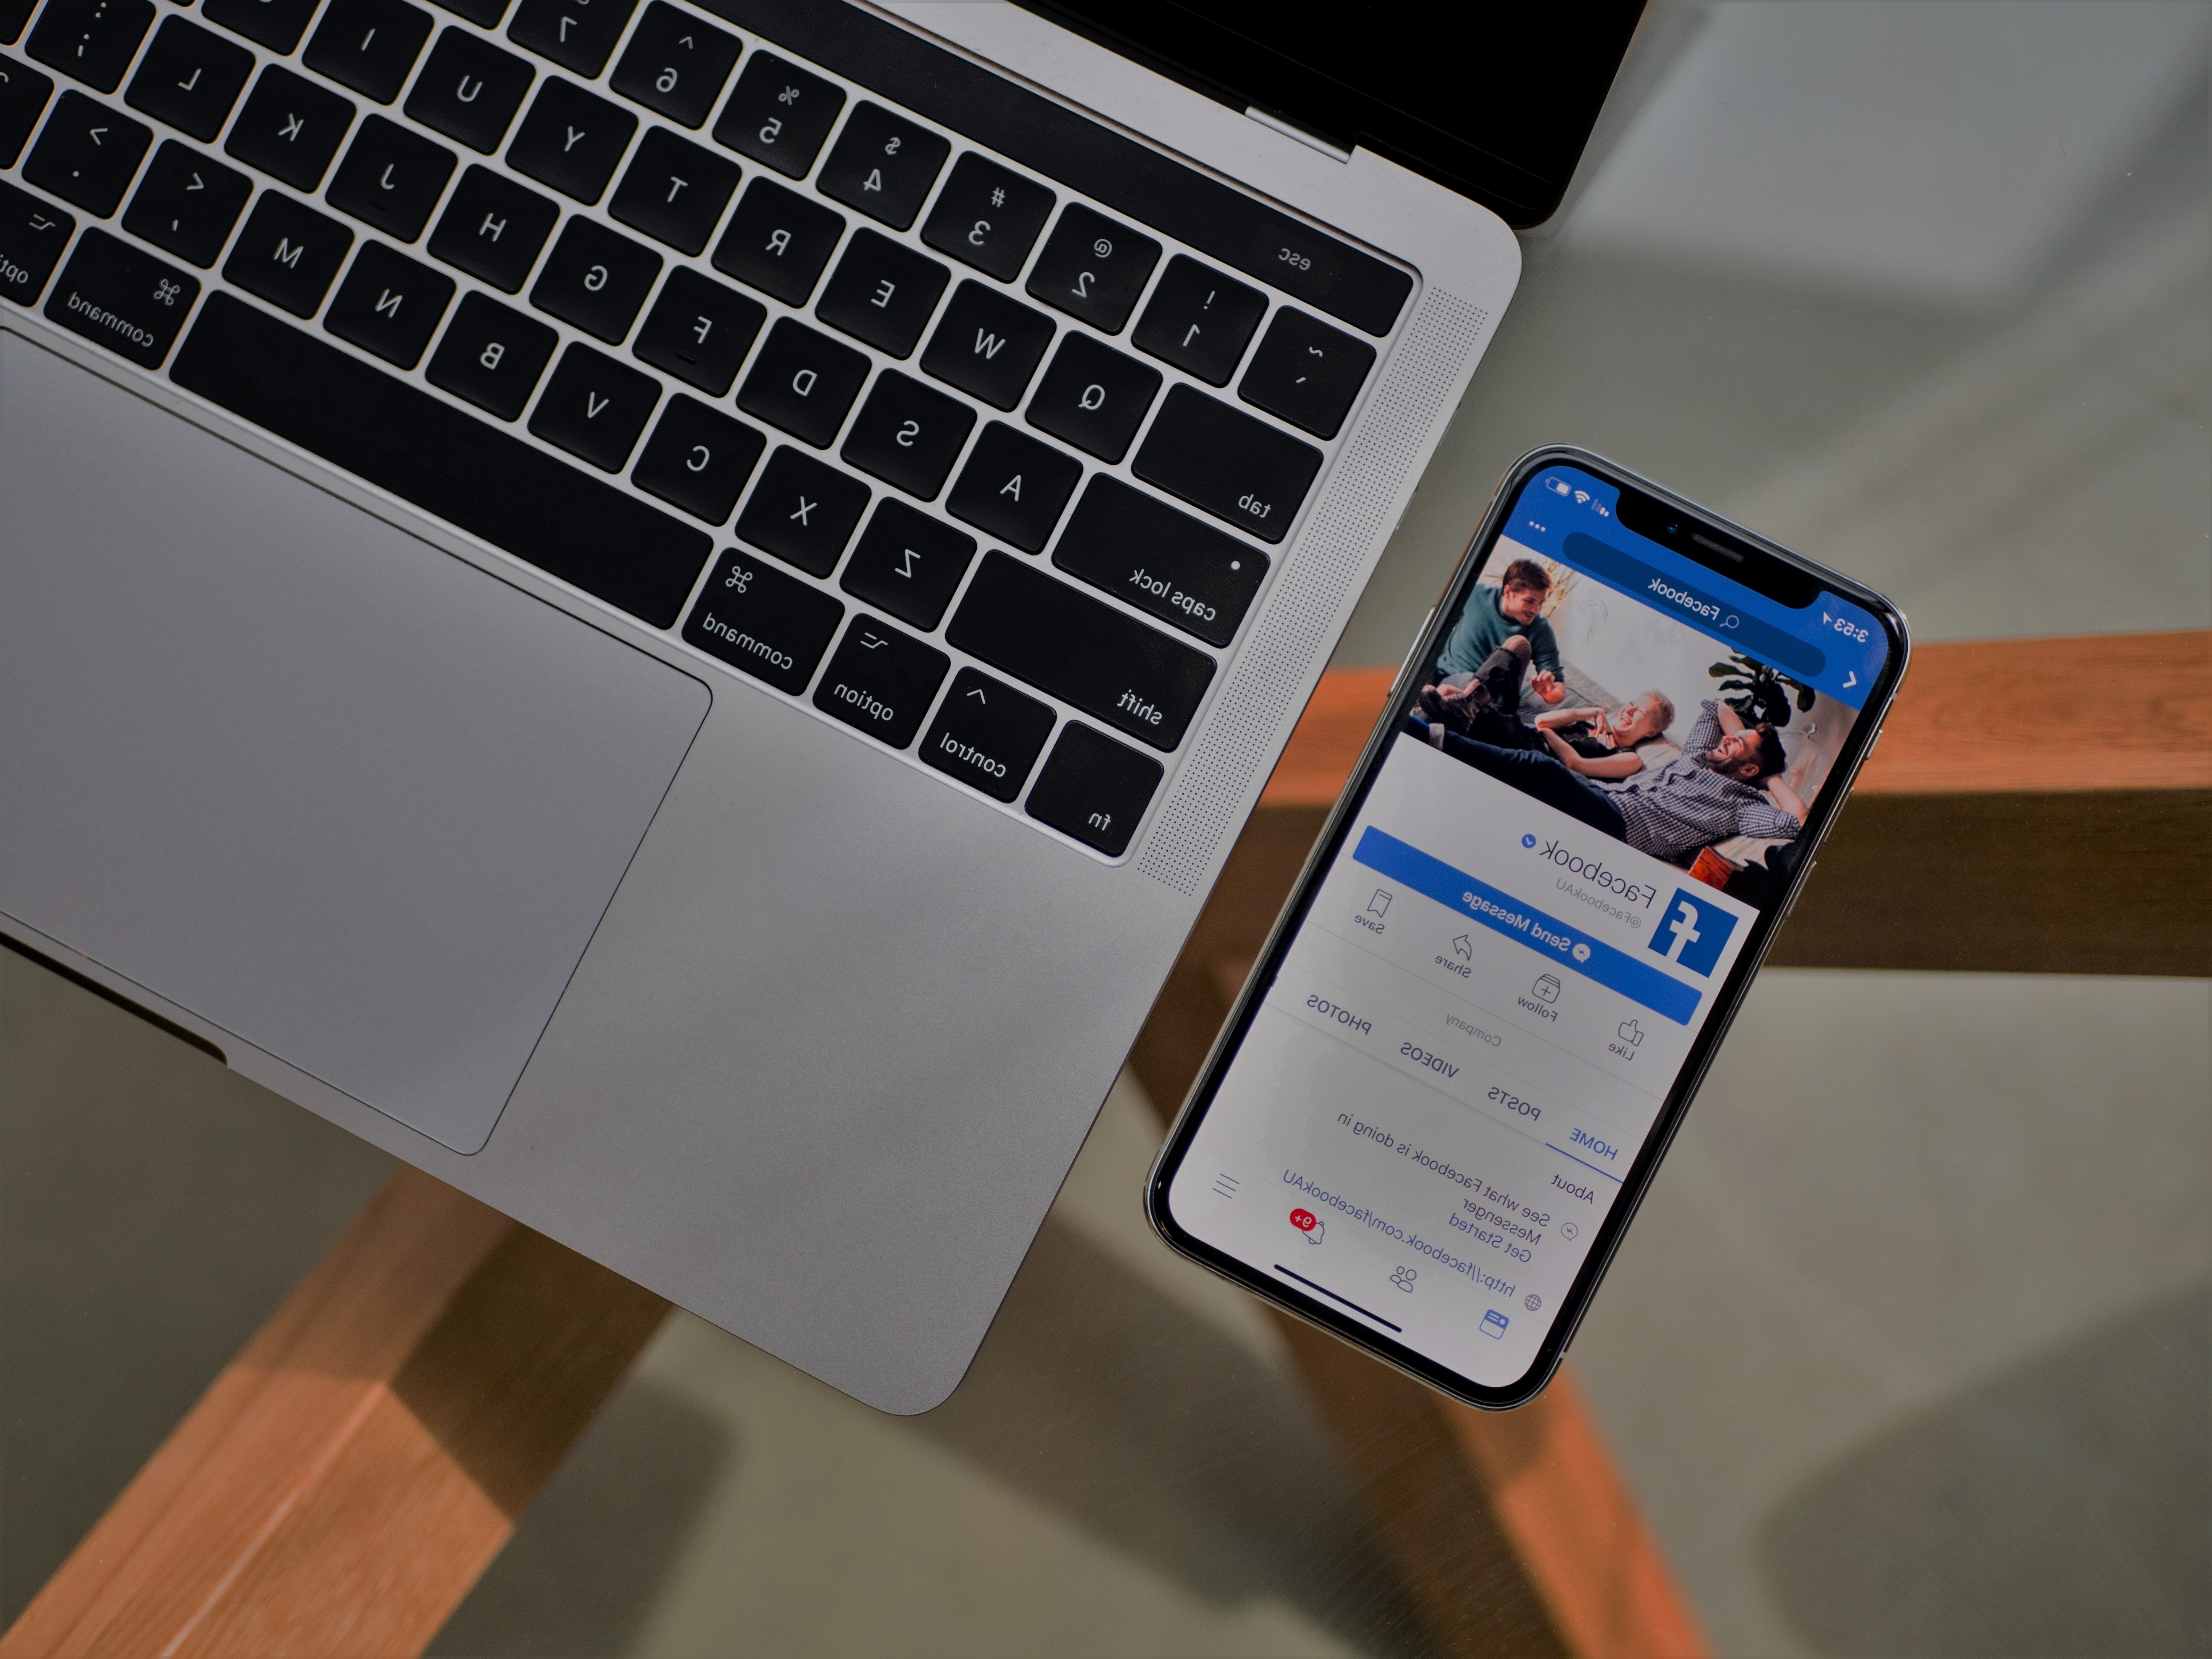 esc
~ ! @ # $ % ^
` 1 2 3 4 5 6 7
tab Q W E R T Y U I
caps lock A S D F G H J K L : ;
shift Z X C V B N M < , > .
fn control option command command
3:53
Facebook
Facebook
@FacebookAU
Send Message
Like Follow Share Save
Company
HOME POSTS VIDEOS PHOTOS
About
See what Facebook is doing in
Messenger
Get Started
http://facebook.com/facebookAU
9+